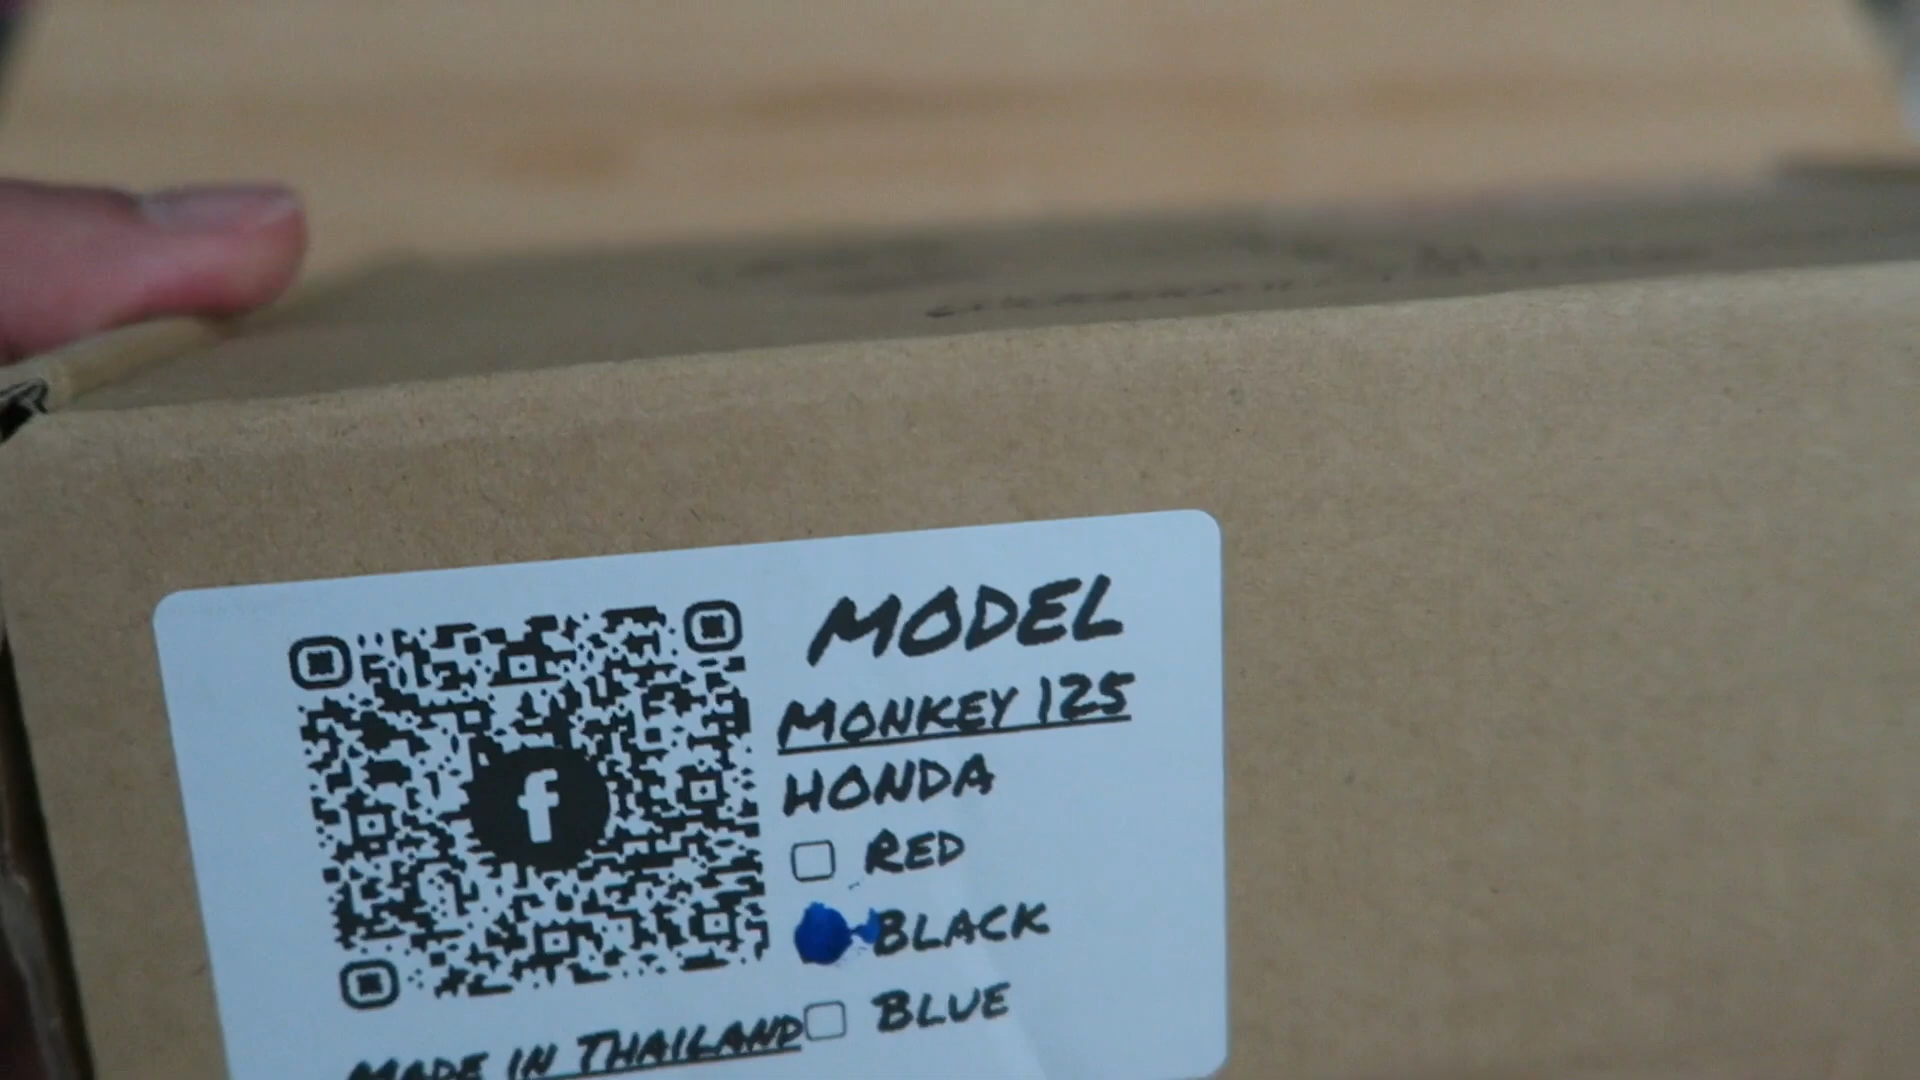 MODEL
MONKEY 125
HONDA
RED
BLACK
BLUE
MADE IN THAILAND
f